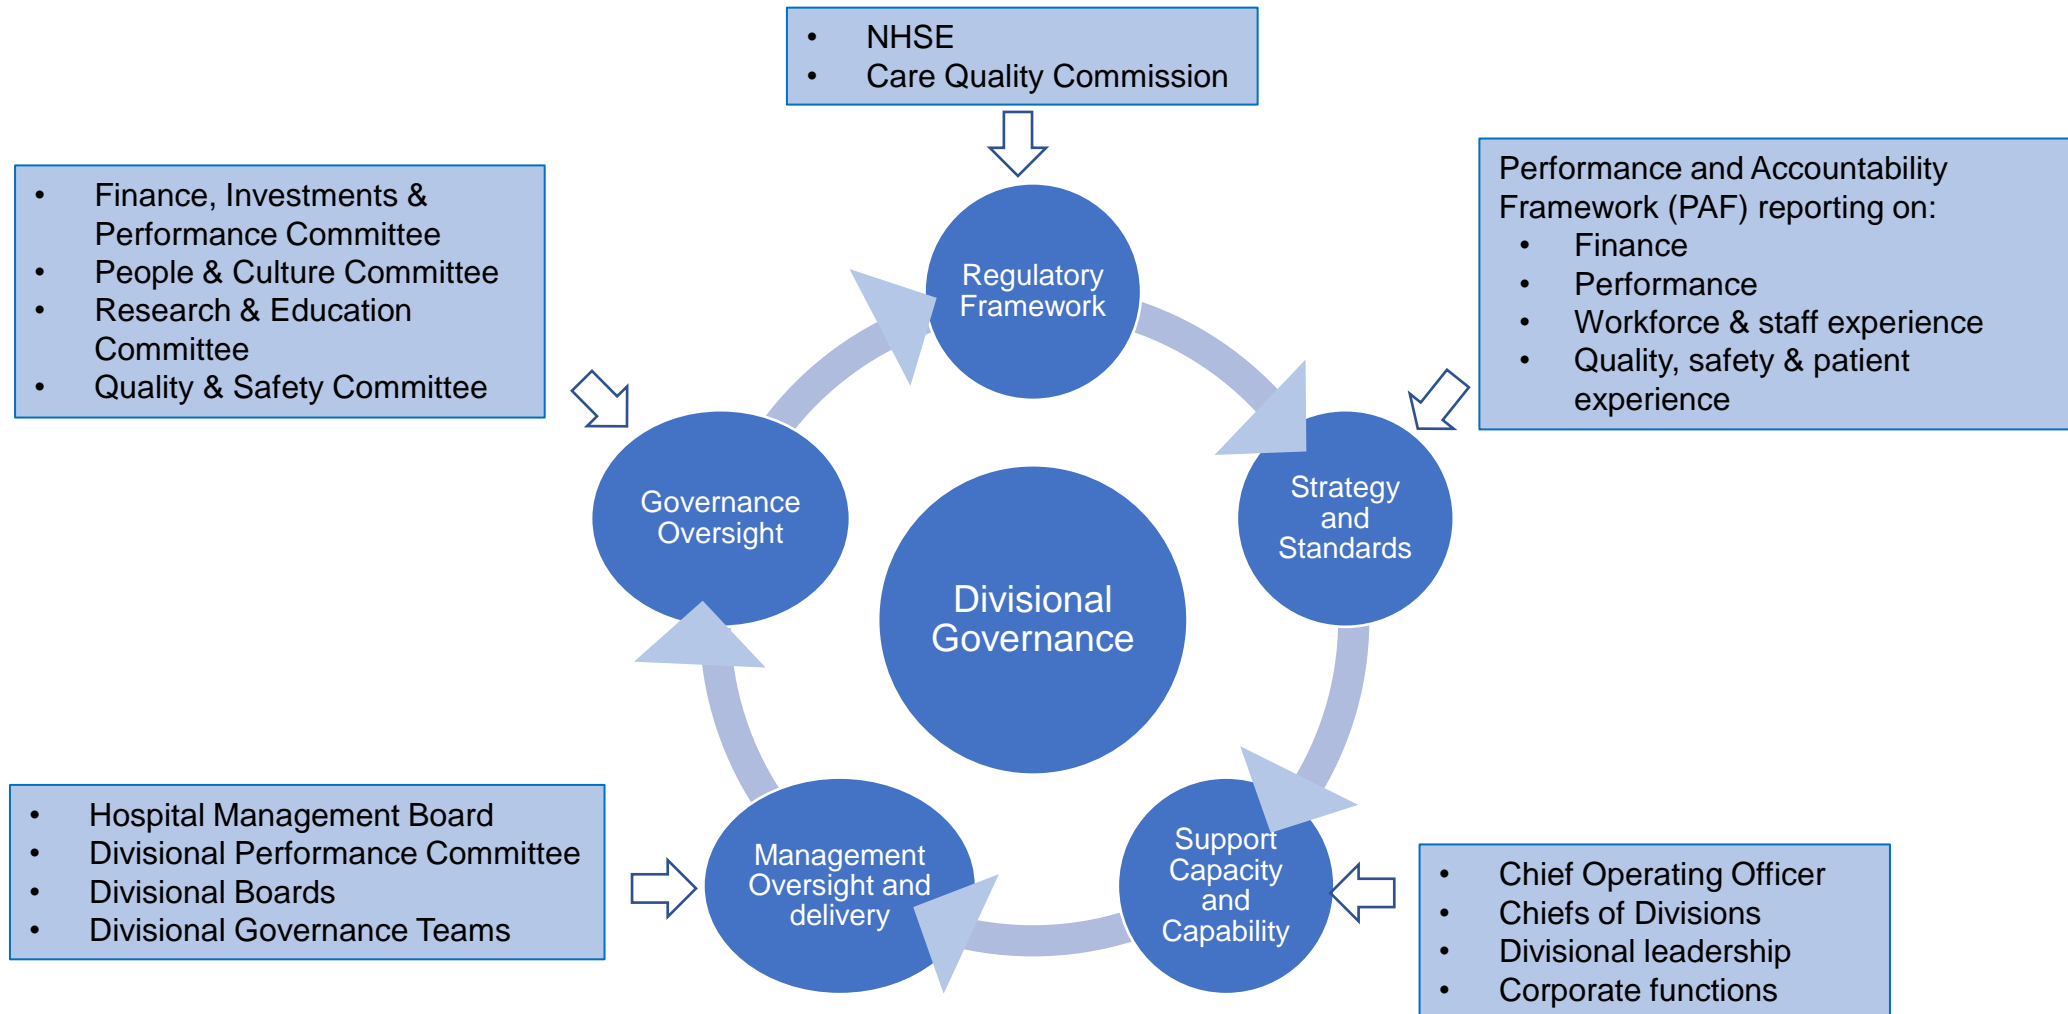 • NHSE
• Care Quality Commission
• Finance, Investments &
Performance Committee
• People & Culture Committee
• Research & Education
Committee
• Quality & Safety Committee
Performance and Accountability
Framework (PAF) reporting on:
• Finance
• Performance
• Workforce & staff experience
• Quality, safety & patient
experience
Regulatory
Framework
Governance
Oversight
Strategy
and
Standards
Divisional
Governance
• Hospital Management Board
• Divisional Performance Committee
• Divisional Boards
• Divisional Governance Teams
Management
Oversight and
delivery
Support
Capacity
and
Capability
• Chief Operating Officer
• Chiefs of Divisions
• Divisional leadership
• Corporate functions